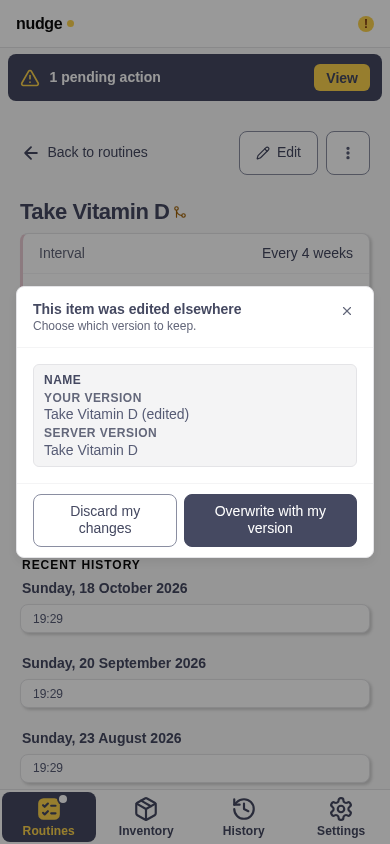 nudge
!
1 pending action
View
Back to routines
Edit
Take Vitamin D
Interval
Every 4 weeks
This item was edited elsewhere
Choose which version to keep.
NAME
YOUR VERSION
Take Vitamin D (edited)
SERVER VERSION
Take Vitamin D
Discard my
changes
Overwrite with my
version
RECENT HISTORY
Sunday, 18 October 2026
19:29
Sunday, 20 September 2026
19:29
Sunday, 23 August 2026
19:29
Routines
Inventory
History
Settings